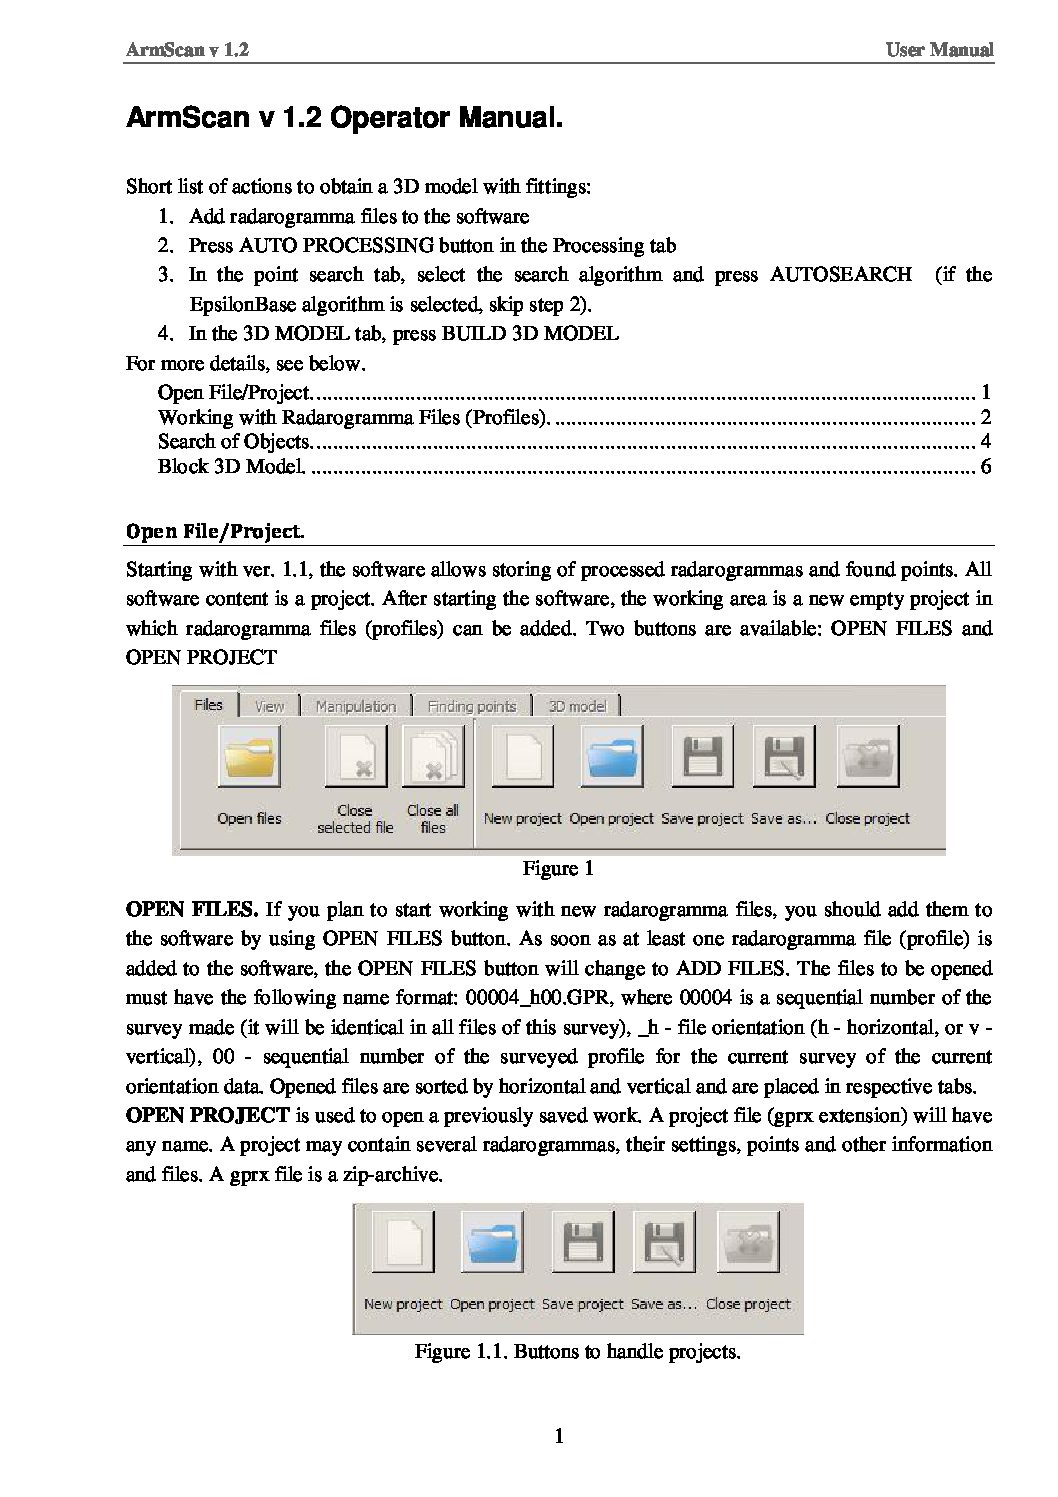 ArmScan v 1.2 User Manual
ArmScan v 1.2 Operator Manual.
Short list of actions to obtain a 3D model with fittings:
1. Add radarogramma files to the software
2. Press AUTO PROCESSING button in the Processing tab
3. In the point search tab, select the search algorithm and press AUTOSEARCH (if the
EpsilonBase algorithm is selected, skip step 2).
4. In the 3D MODEL tab, press BUILD 3D MODEL
For more details, see below.
Open File/Project. 1
Working with Radarogramma Files (Profiles). 2
Search of Objects. 4
Block 3D Model. 6
Open File/Project.
Starting with ver. 1.1, the software allows storing of processed radarogrammas and found points. All
software content is a project. After starting the software, the working area is a new empty project in
which radarogramma files (profiles) can be added. Two buttons are available: OPEN FILES and
OPEN PROJECT
Files View Manipulation Finding points 3D model
Open files Close selected file Close all files New project Open project Save project Save as... Close project
Figure 1
OPEN FILES. If you plan to start working with new radarogramma files, you should add them to
the software by using OPEN FILES button. As soon as at least one radarogramma file (profile) is
added to the software, the OPEN FILES button will change to ADD FILES. The files to be opened
must have the following name format: 00004_h00.GPR, where 00004 is a sequential number of the
survey made (it will be identical in all files of this survey), _h - file orientation (h - horizontal, or v -
vertical), 00 - sequential number of the surveyed profile for the current survey of the current
orientation data. Opened files are sorted by horizontal and vertical and are placed in respective tabs.
OPEN PROJECT is used to open a previously saved work. A project file (gprx extension) will have
any name. A project may contain several radarogrammas, their settings, points and other information
and files. A gprx file is a zip-archive.
New project Open project Save project Save as... Close project
Figure 1.1. Buttons to handle projects.
1